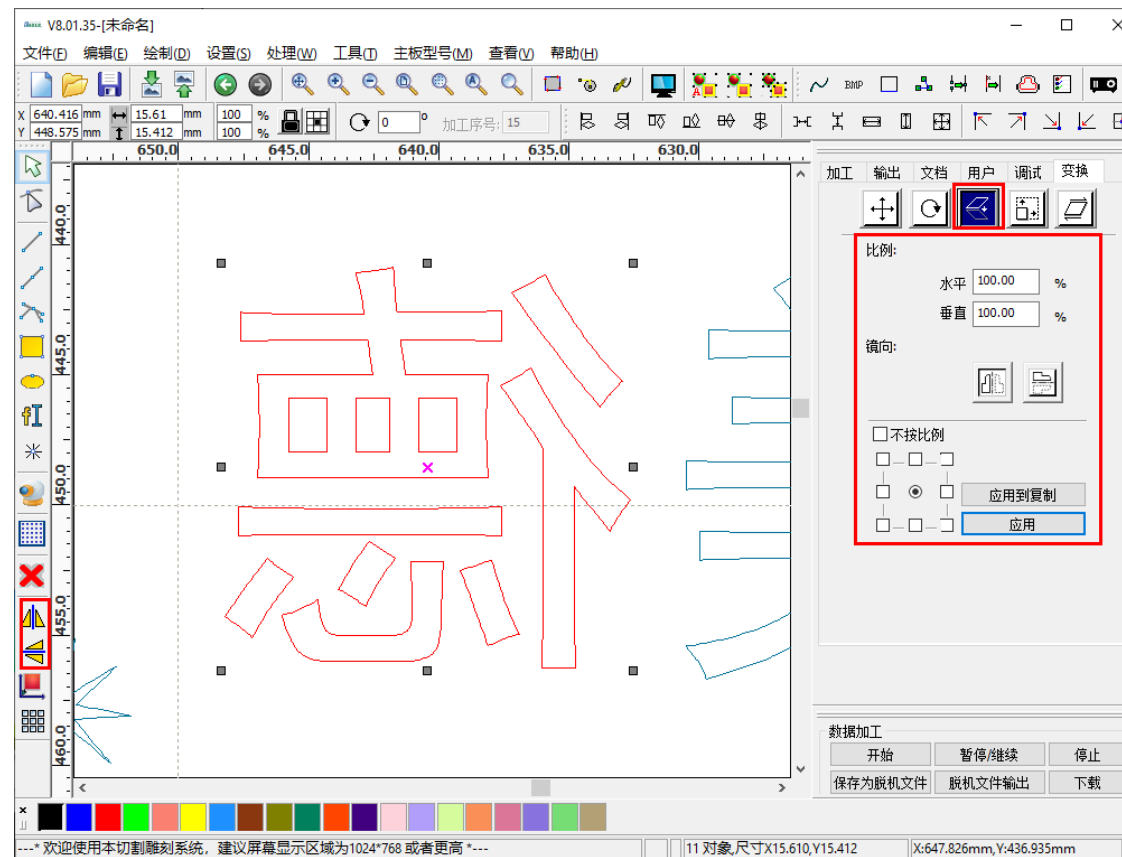 V8.01.35-[未命名]
文件(F) 编辑(E) 绘制(D) 设置(S) 处理(W) 工具(T) 主板型号(M) 查看(V) 帮助(H)
BMP
X 640.416 mm 15.61 mm 100 %
Y 448.575 mm 15.412 mm 100 %
0 ° 加工序号: 15
650.0 645.0 640.0 635.0 630.0
440.0
445.0
450.0
455.0
460.0
加工 输出 文档 用户 调试 变换
比例:
水平 100.00 %
垂直 100.00 %
镜向:
不按比例
应用到复制
应用
数据加工
开始 暂停/继续 停止
保存为脱机文件 脱机文件输出 下载
---* 欢迎使用本切割雕刻系统，建议屏幕显示区域为1024*768 或者更高 *---
11 对象,尺寸X15.610,Y15.412 X:647.826mm,Y:436.935mm